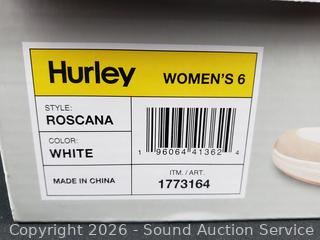 Hurley WOMEN'S 6
STYLE:
ROSCANA
COLOR:
WHITE
1 96064 41362 4
MADE IN CHINA
ITM. / ART.
1773164
Copyright 2026 - Sound Auction Service